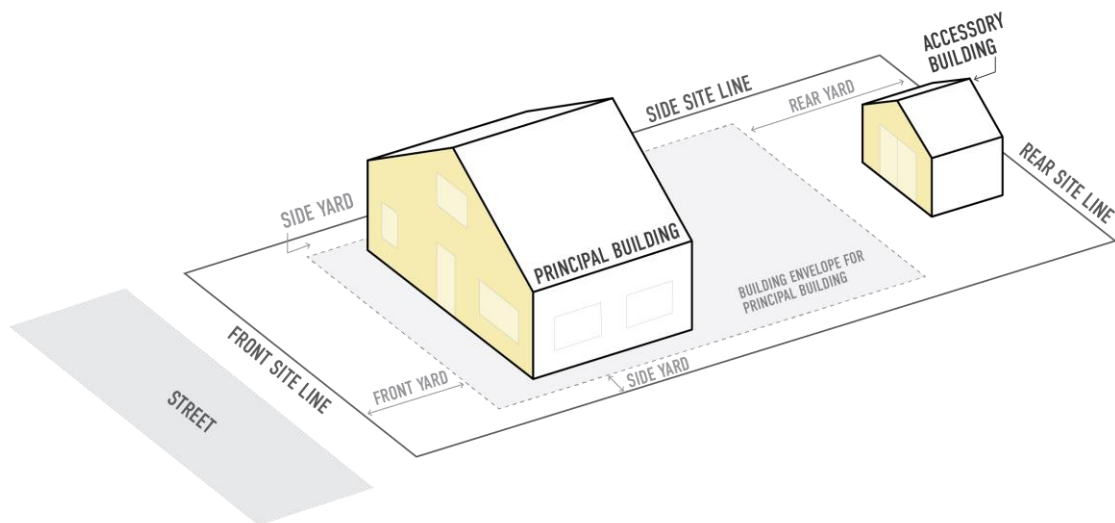 ACCESSORY
BUILDING
SIDE SITE LINE
REAR YARD
REAR SITE LINE
SIDE YARD
PRINCIPAL BUILDING
BUILDING ENVELOPE FOR
PRINCIPAL BUILDING
FRONT SITE LINE
FRONT YARD
SIDE YARD
STREET